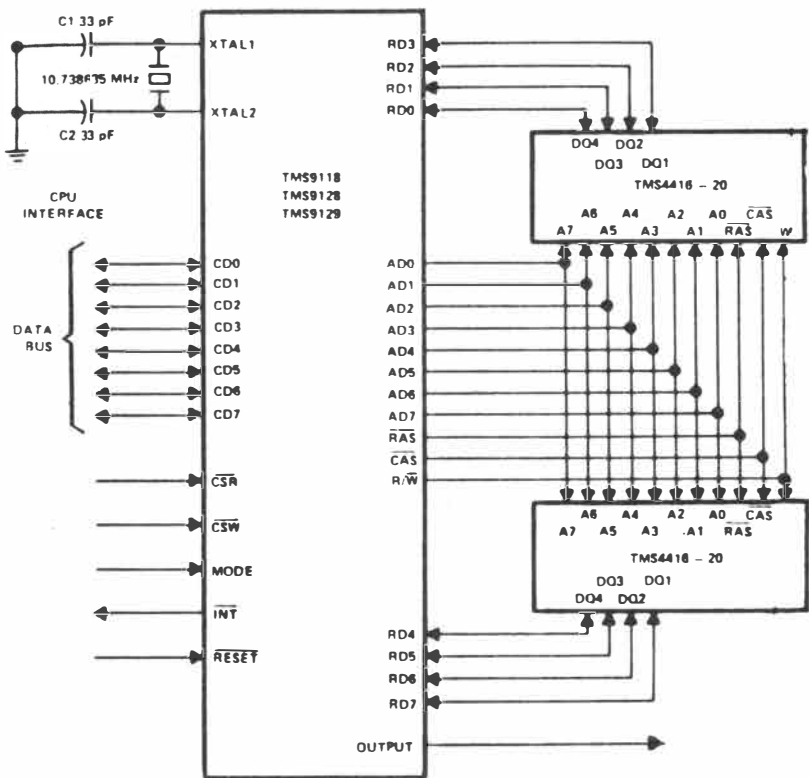 C1 33 pF
XTAL1
10.738635 MHz
XTAL2
C2 33 pF
TMS9118
TMS9128
TMS9129
CPU
INTERFACE
DATA
BUS
CD0
CD1
CD2
CD3
CD4
CD5
CD6
CD7
CSR
CSW
MODE
INT
RESET
RD3
RD2
RD1
RD0
AD0
AD1
AD2
AD3
AD4
AD5
AD6
AD7
RAS
CAS
R/W
RD4
RD5
RD6
RD7
OUTPUT
DQ4 DQ2
DQ3 DQ1
TMS4416 - 20
A6 A4 A2 A0 CAS
A7 A5 A3 A1 RAS W
A6 A4 A2 A0 CAS
A7 A5 A3 A1 RAS
TMS4416 - 20
DQ3 DQ1
DQ4 DQ2